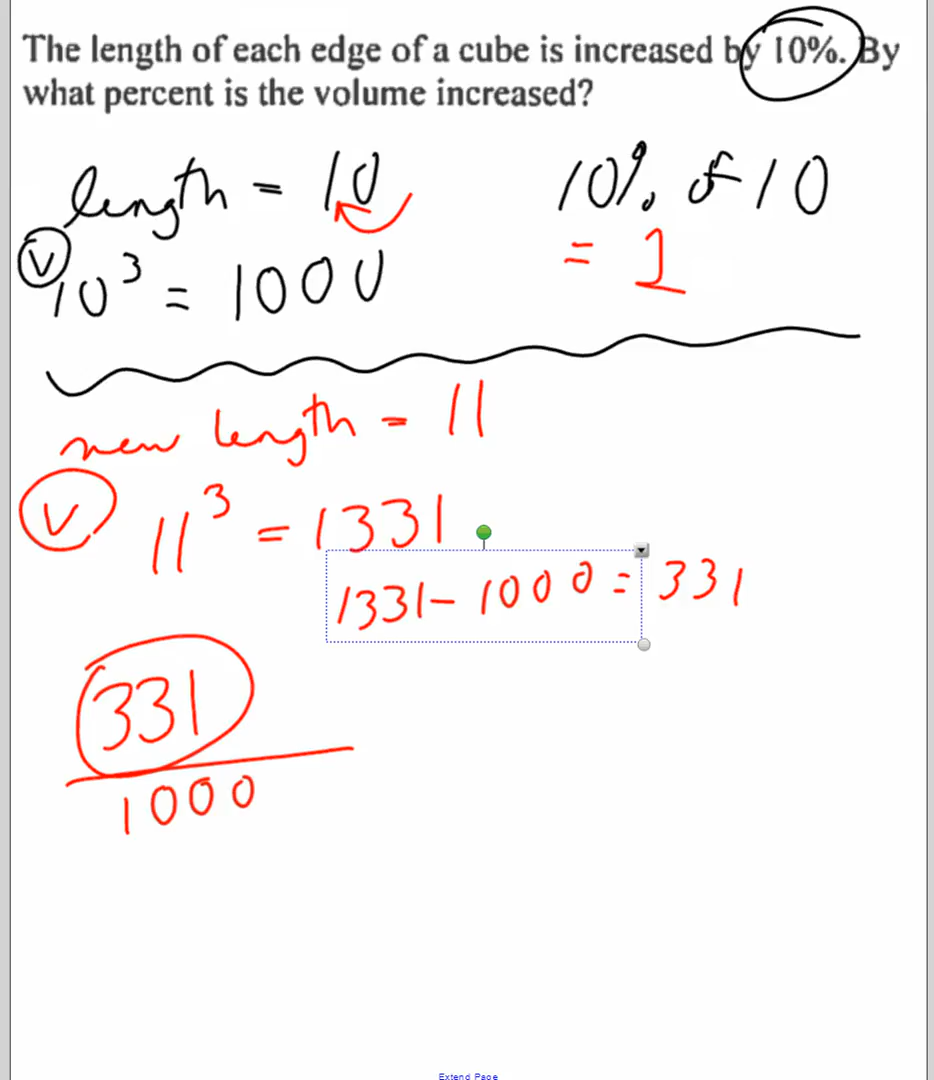 The length of each edge of a cube is increased by 10%. By
what percent is the volume increased?
length = 10
10% of 10
= 1
V 10³ = 1000
new length = 11
V 11³ = 1331
1331 - 1000 = 331
331
1000
Extend Page